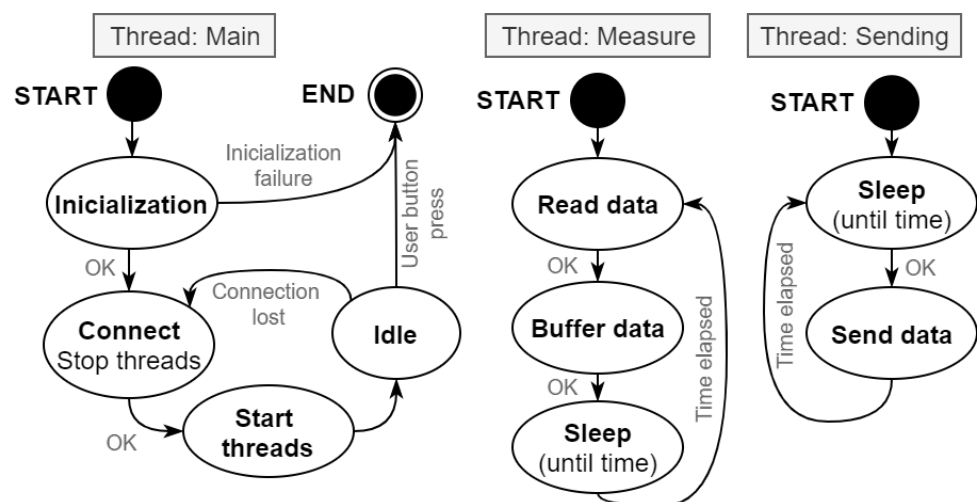 Thread: Main
START
END
Inicialization
failure
Inicialization
User button
press
OK
Connection
lost
Connect
Stop threads
Idle
OK
Start
threads
Thread: Measure
START
Read data
OK
Buffer data
OK
Time elapsed
Sleep
(until time)
Thread: Sending
START
Sleep
(until time)
OK
Time elapsed
Send data